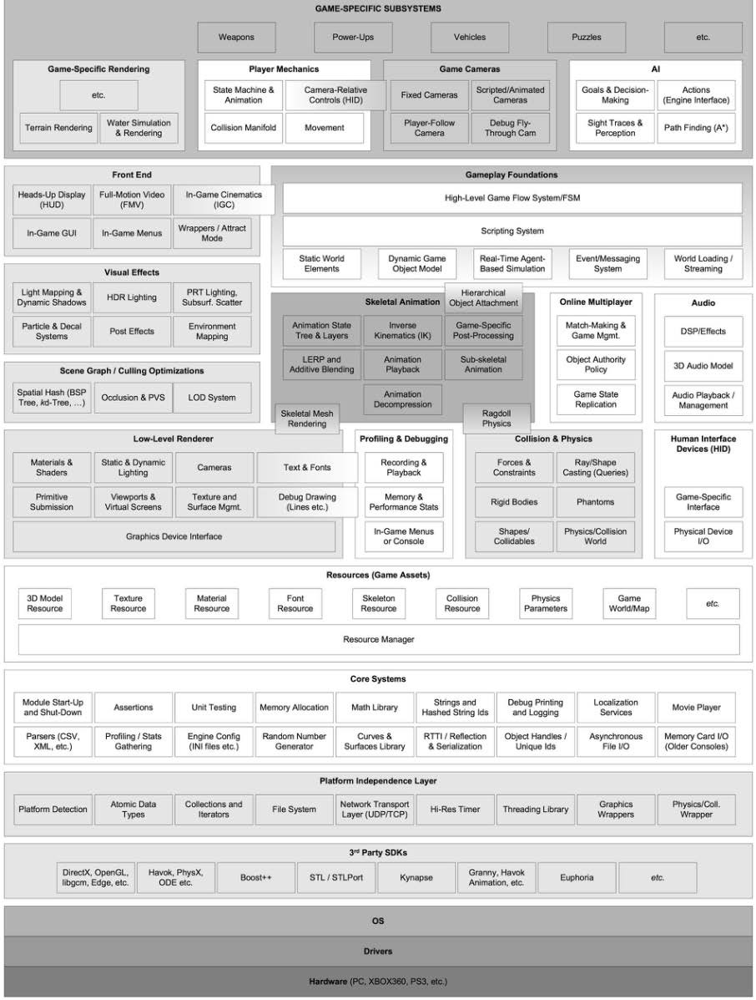 GAME-SPECIFIC SUBSYSTEMS
Weapons
Power-Ups
Vehicles
Puzzles
etc.
Game-Specific Rendering
etc.
Terrain Rendering
Water Simulation
& Rendering
Player Mechanics
State Machine &
Animation
Camera-Relative
Controls (HID)
Collision Manifold
Movement
Game Cameras
Fixed Cameras
Scripted/Animated
Cameras
Player-Follow
Camera
Debug Fly-
Through Cam
AI
Goals & Decision-
Making
Actions
(Engine Interface)
Sight Traces &
Perception
Path Finding (A*)
Front End
Heads-Up Display
(HUD)
Full-Motion Video
(FMV)
In-Game Cinematics
(IGC)
In-Game GUI
In-Game Menus
Wrappers / Attract
Mode
Gameplay Foundations
High-Level Game Flow System/FSM
Scripting System
Static World
Elements
Dynamic Game
Object Model
Real-Time Agent-
Based Simulation
Event/Messaging
System
World Loading /
Streaming
Visual Effects
Light Mapping &
Dynamic Shadows
HDR Lighting
PRT Lighting,
Subsurf. Scatter
Particle & Decal
Systems
Post Effects
Environment
Mapping
Skeletal Animation
Hierarchical
Object Attachment
Animation State
Tree & Layers
Inverse
Kinematics (IK)
Game-Specific
Post-Processing
LERP and
Additive Blending
Animation
Playback
Sub-skeletal
Animation
Animation
Decompression
Skeletal Mesh
Rendering
Ragdoll
Physics
Online Multiplayer
Match-Making &
Game Mgmt.
Object Authority
Policy
Game State
Replication
Audio
DSP/Effects
3D Audio Model
Audio Playback /
Management
Scene Graph / Culling Optimizations
Spatial Hash (BSP
Tree, kd-Tree, …)
Occlusion & PVS
LOD System
Low-Level Renderer
Materials &
Shaders
Static & Dynamic
Lighting
Cameras
Text & Fonts
Primitive
Submission
Viewports &
Virtual Screens
Texture and
Surface Mgmt.
Debug Drawing
(Lines etc.)
Graphics Device Interface
Profiling & Debugging
Recording &
Playback
Memory &
Performance Stats
In-Game Menus
or Console
Collision & Physics
Forces &
Constraints
Ray/Shape
Casting (Queries)
Rigid Bodies
Phantoms
Shapes/
Collidables
Physics/Collision
World
Human Interface
Devices (HID)
Game-Specific
Interface
Physical Device
I/O
Resources (Game Assets)
3D Model
Resource
Texture
Resource
Material
Resource
Font
Resource
Skeleton
Resource
Collision
Resource
Physics
Parameters
Game
World/Map
etc.
Resource Manager
Core Systems
Module Start-Up
and Shut-Down
Assertions
Unit Testing
Memory Allocation
Math Library
Strings and
Hashed String Ids
Debug Printing
and Logging
Localization
Services
Movie Player
Parsers (CSV,
XML, etc.)
Profiling / Stats
Gathering
Engine Config
(INI files etc.)
Random Number
Generator
Curves &
Surfaces Library
RTTI / Reflection
& Serialization
Object Handles /
Unique Ids
Asynchronous
File I/O
Memory Card I/O
(Older Consoles)
Platform Independence Layer
Platform Detection
Atomic Data
Types
Collections and
Iterators
File System
Network Transport
Layer (UDP/TCP)
Hi-Res Timer
Threading Library
Graphics
Wrappers
Physics/Coll.
Wrapper
3rd Party SDKs
DirectX, OpenGL,
libgcm, Edge, etc.
Havok, PhysX,
ODE etc.
Boost++
STL / STLPort
Kynapse
Granny, Havok
Animation, etc.
Euphoria
etc.
OS
Drivers
Hardware (PC, XBOX360, PS3, etc.)